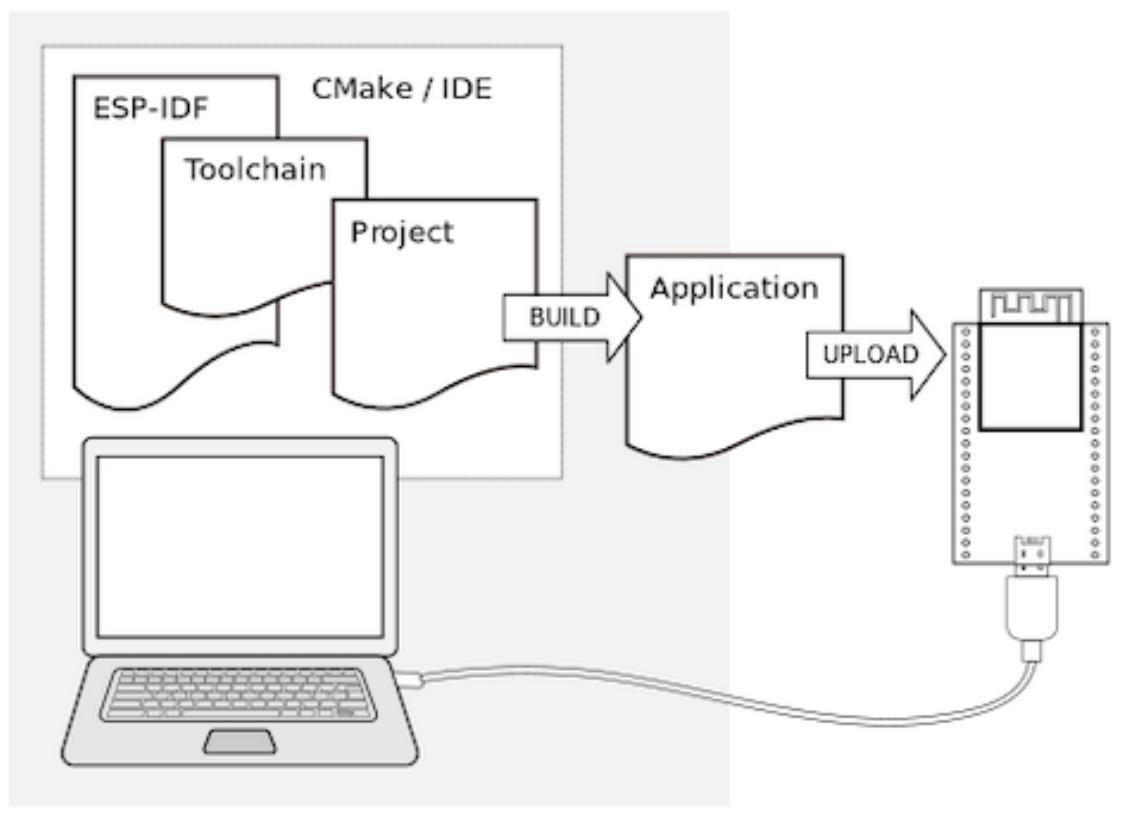 CMake / IDE
ESP-IDF
Toolchain
Project
BUILD
Application
UPLOAD